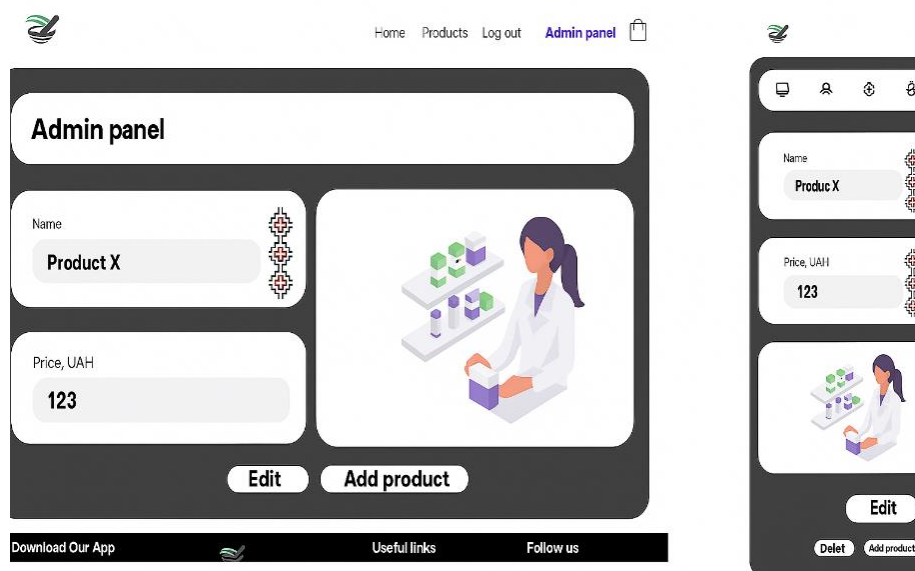 Home Products Log out Admin panel
Admin panel
Name
Product X
Price, UAH
123
Edit Add product
Download Our App Useful links Follow us
Name
Produc X
Price, UAH
123
Edit
Delet Add product